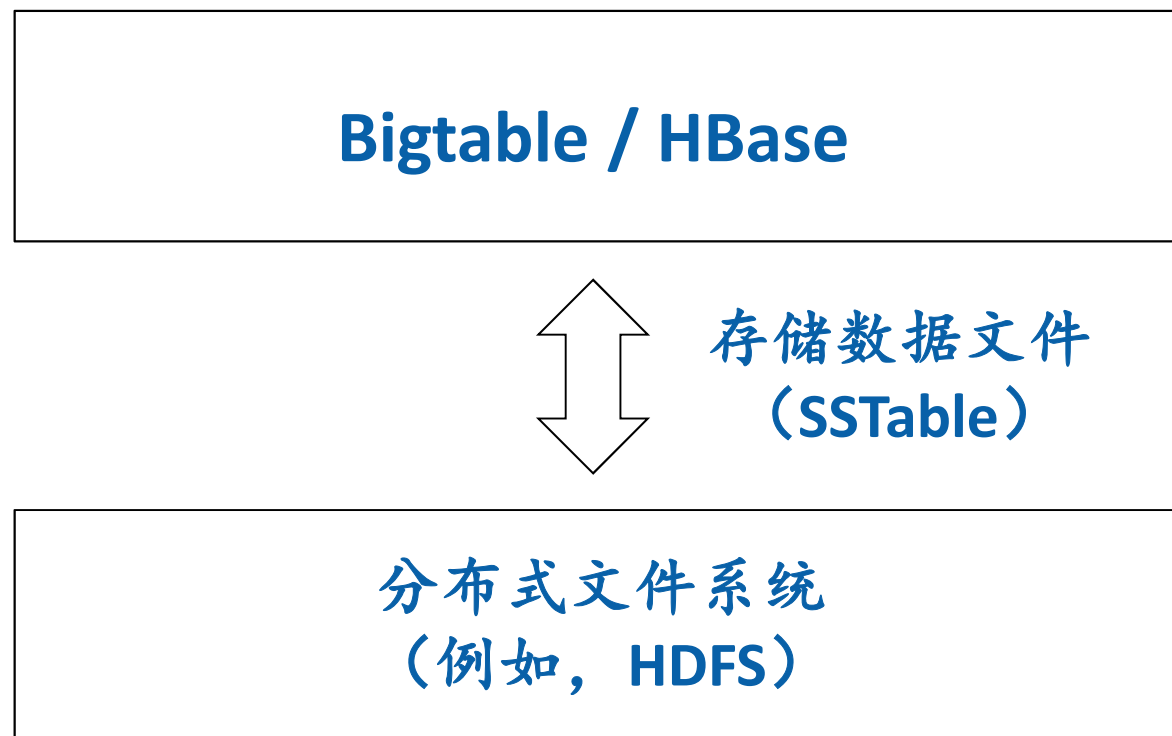 Bigtable / HBase
存储数据文件
（SSTable）
分布式文件系统
（例如，HDFS）